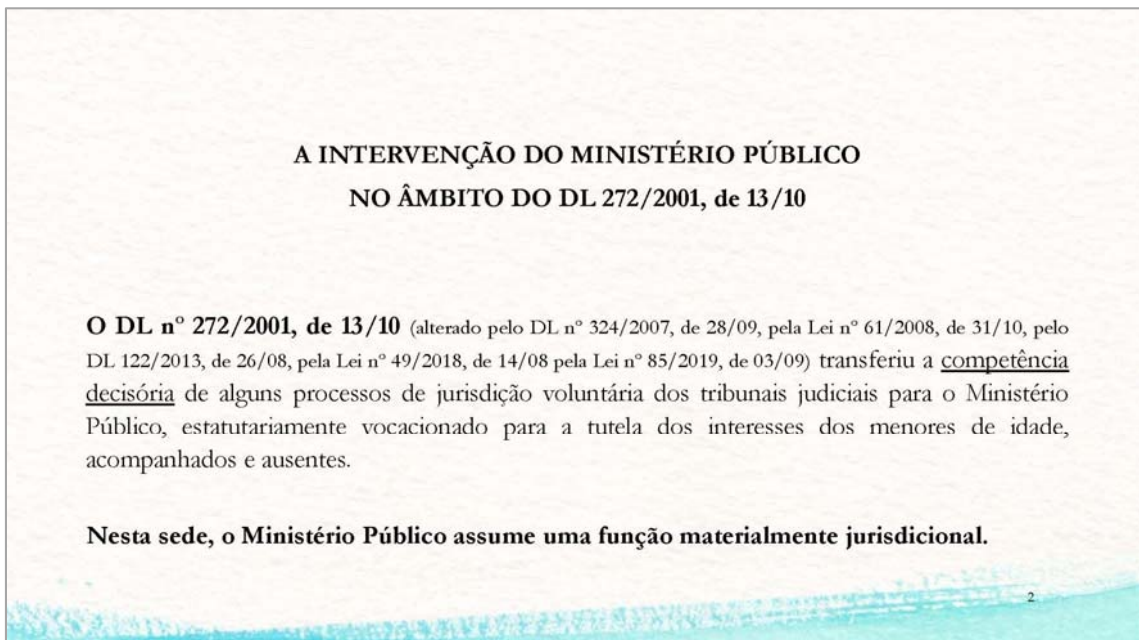 A INTERVENÇÃO DO MINISTÉRIO PÚBLICO
NO ÂMBITO DO DL 272/2001, de 13/10
O DL nº 272/2001, de 13/10 (alterado pelo DL nº 324/2007, de 28/09, pela Lei nº 61/2008, de 31/10, pelo
DL 122/2013, de 26/08, pela Lei nº 49/2018, de 14/08 pela Lei nº 85/2019, de 03/09) transferiu a competência
decisória de alguns processos de jurisdição voluntária dos tribunais judiciais para o Ministério
Público, estatutariamente vocacionado para a tutela dos interesses dos menores de idade,
acompanhados e ausentes.
Nesta sede, o Ministério Público assume uma função materialmente jurisdicional.
2